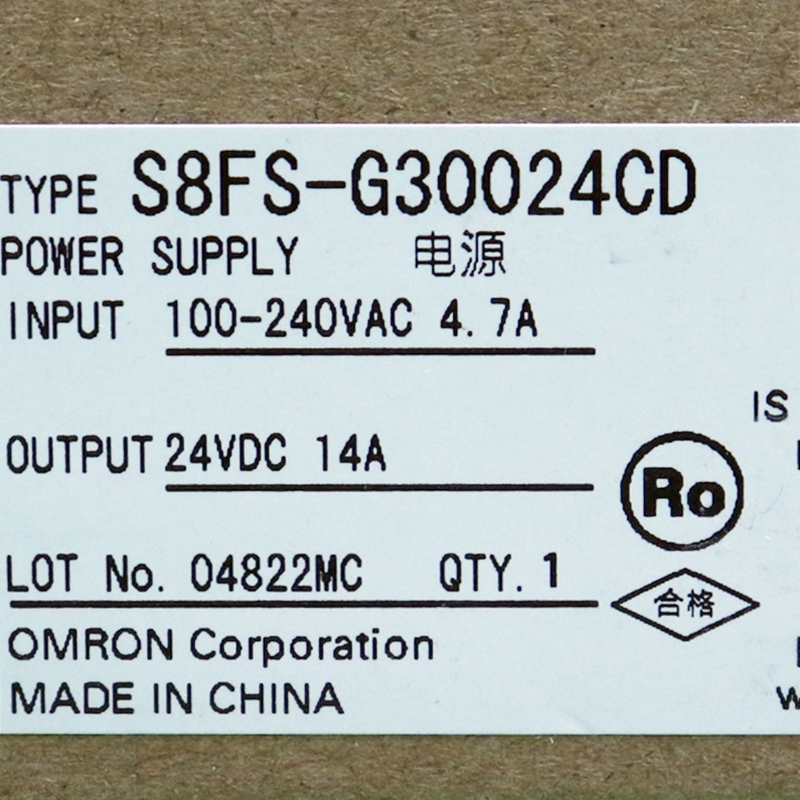 TYPE S8FS-G30024CD
POWER SUPPLY 电源
INPUT 100-240VAC 4.7A
IS
OUTPUT 24VDC 14A
Ro
LOT No. 04822MC QTY. 1
合格
OMRON Corporation
MADE IN CHINA